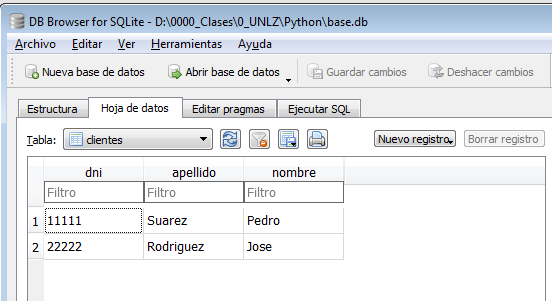 DB Browser for SQLite - D:\0000_Clases\0_UNLZ\Python\base.db
Archivo Editar Ver Herramientas Ayuda
Nueva base de datos Abrir base de datos Guardar cambios Deshacer cambios
Estructura Hoja de datos Editar pragmas Ejecutar SQL
Tabla: clientes Nuevo registro Borrar registro
dni apellido nombre
Filtro Filtro Filtro
1 11111 Suarez Pedro
2 22222 Rodriguez Jose